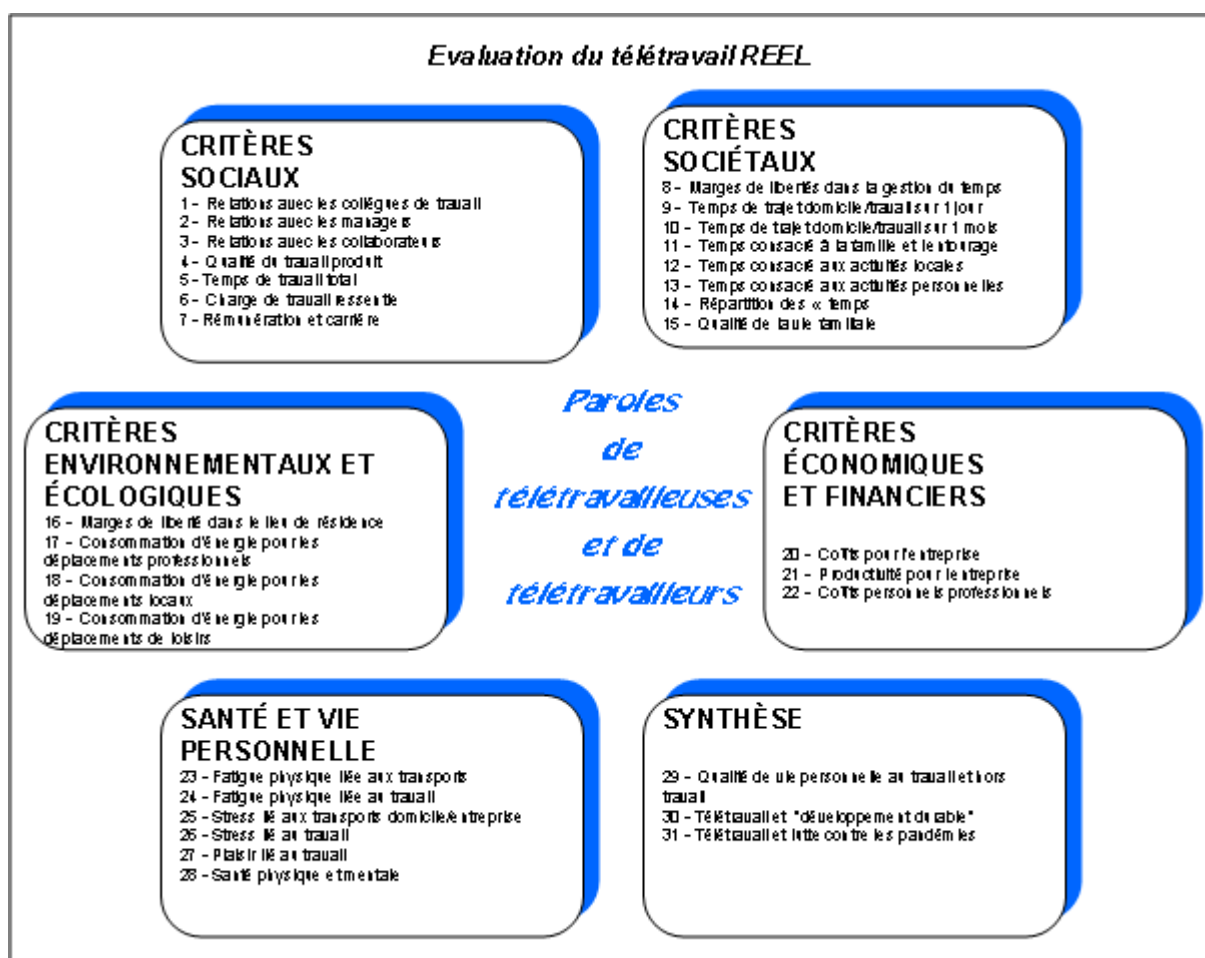 Evaluation du télétravail REEL
CRITÈRES
SOCIAUX
1 - Relations avec les collègues de travail
2 - Relations avec les managers
3 - Relations avec les collaborateurs
4 - Qualité du travail produit
5 - Temps de travail total
6 - Charge de travail ressentie
7 - Rémunération et carrière
CRITÈRES
SOCIÉTAUX
8 - Marges de libertés dans la gestion du temps
9 - Temps de trajet domicile/travail sur 1 jour
10 - Temps de trajet domicile/travail sur 1 mois
11 - Temps consacré à la famille et lentourage
12 - Temps consacré aux activités locales
13 - Temps consacré aux activités personnelles
14 - Répartition des « temps
15 - Qualité de la vie familiale
CRITÈRES
ENVIRONNEMENTAUX ET
ÉCOLOGIQUES
16 - Marges de liberté dans le lieu de résidence
17 - Consommation d'énergie pour les
déplacements professionnels
18 - Consommation d'énergie pour les
déplacements locaux
19 - Consommation d'énergie pour les
déplacements de loisirs
Paroles
de
télétravailleuses
et de
télétravailleurs
CRITÈRES
ÉCONOMIQUES
ET FINANCIERS
20 - Coûts pour l'entreprise
21 - Productivité pour lentreprise
22 - Coûts personnels professionnels
SANTÉ ET VIE
PERSONNELLE
23 - Fatigue physique liée aux transports
24 - Fatigue physique liée au travail
25 - Stress lié aux transports domicile/entreprise
26 - Stress lié au travail
27 - Plaisir lié au travail
28 - Santé physique et mentale
SYNTHÈSE
29 - Qualité de vie personnelle au travail et hors
travail
30 - Télétravail et "développement durable"
31 - Télétravail et lutte contre les pandémies